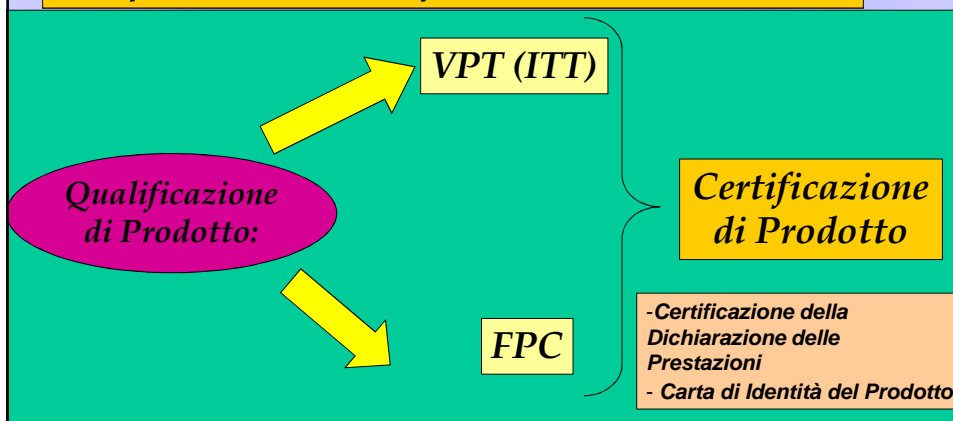 VPT (ITT)
Qualificazione
di Prodotto:
Certificazione
di Prodotto
FPC
-Certificazione della
Dichiarazione delle
Prestazioni
- Carta di Identità del Prodotto